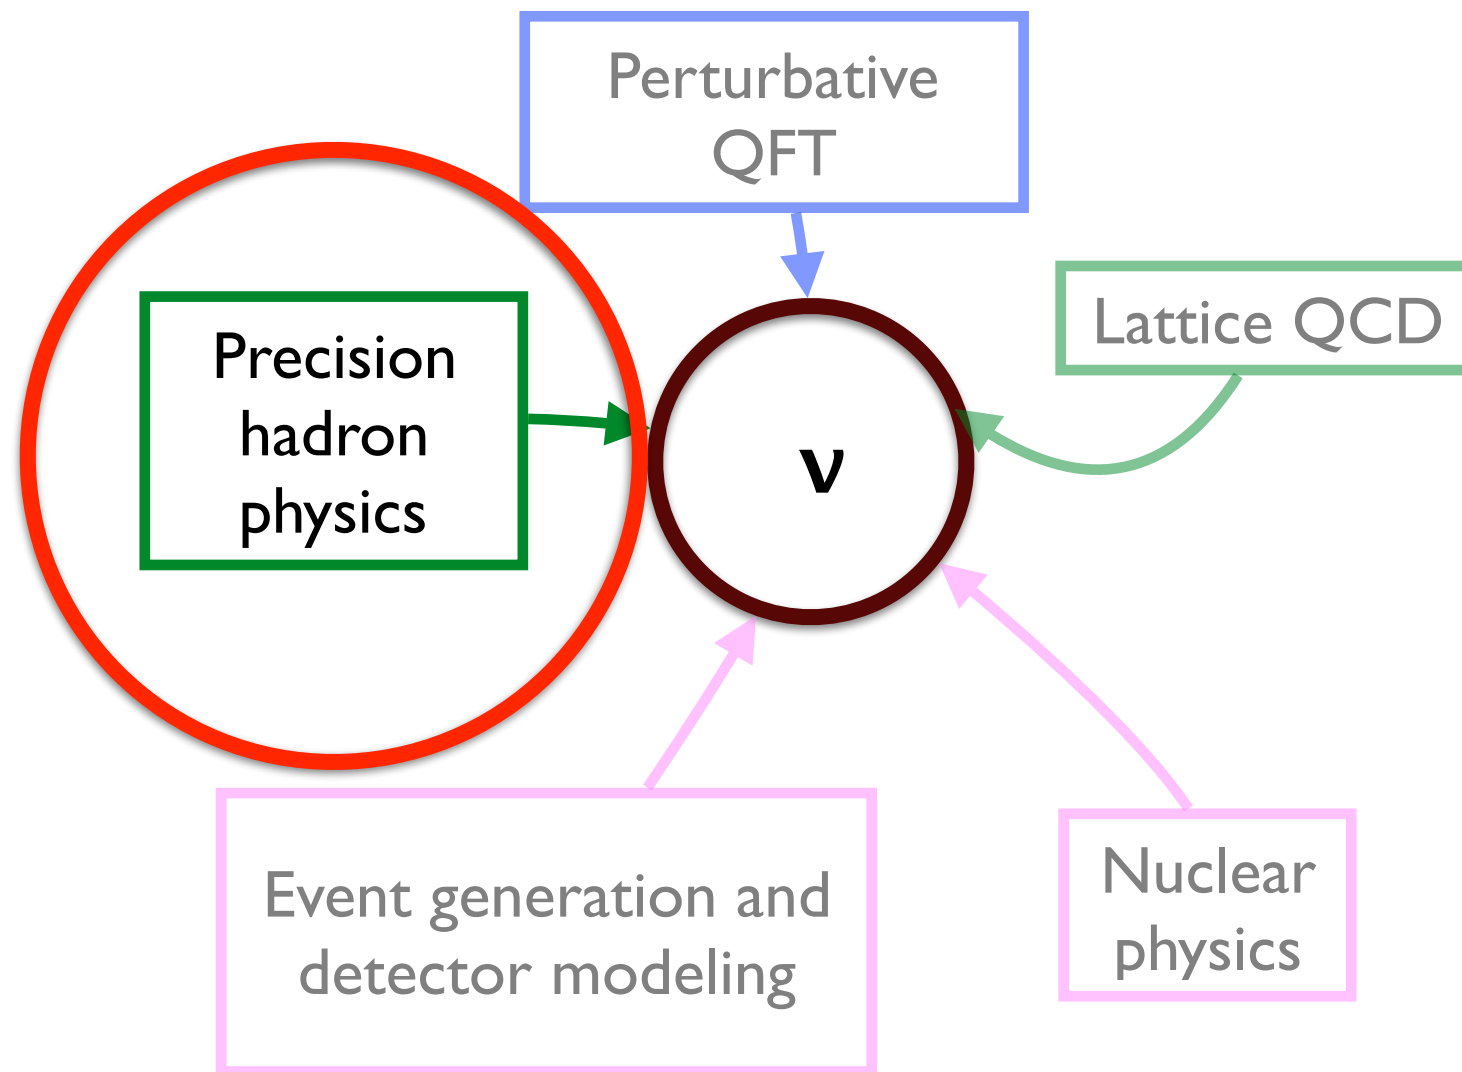 Perturbative
QFT
Lattice QCD
Precision
hadron
physics
ν
Event generation and
detector modeling
Nuclear
physics